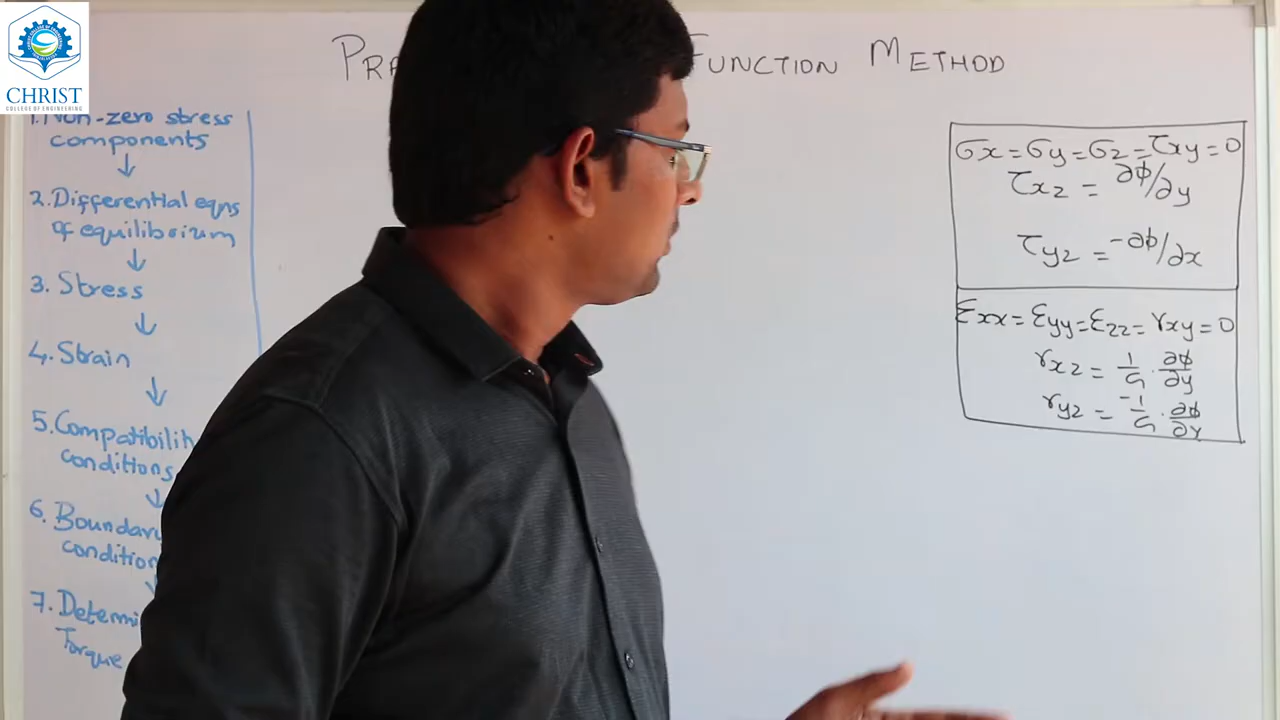 CHRIST
COLLEGE OF ENGINEERING
PRA FUNCTION METHOD
1. Non-zero stress
components
↓
2. Differential eqns
of equilibrium
↓
3. Stress
↓
4. Strain
↓
5. Compatibilit
conditions
↓
6. Boundary
condition
↓
7. Determi
Torque
σx = σy = σz = τxy = 0
τxz = ∂φ/∂y
τyz = -∂φ/∂x
εxx = εyy = εzz = γxy = 0
γxz = 1/G . ∂φ/∂y
γyz = -1/G . ∂φ/∂y